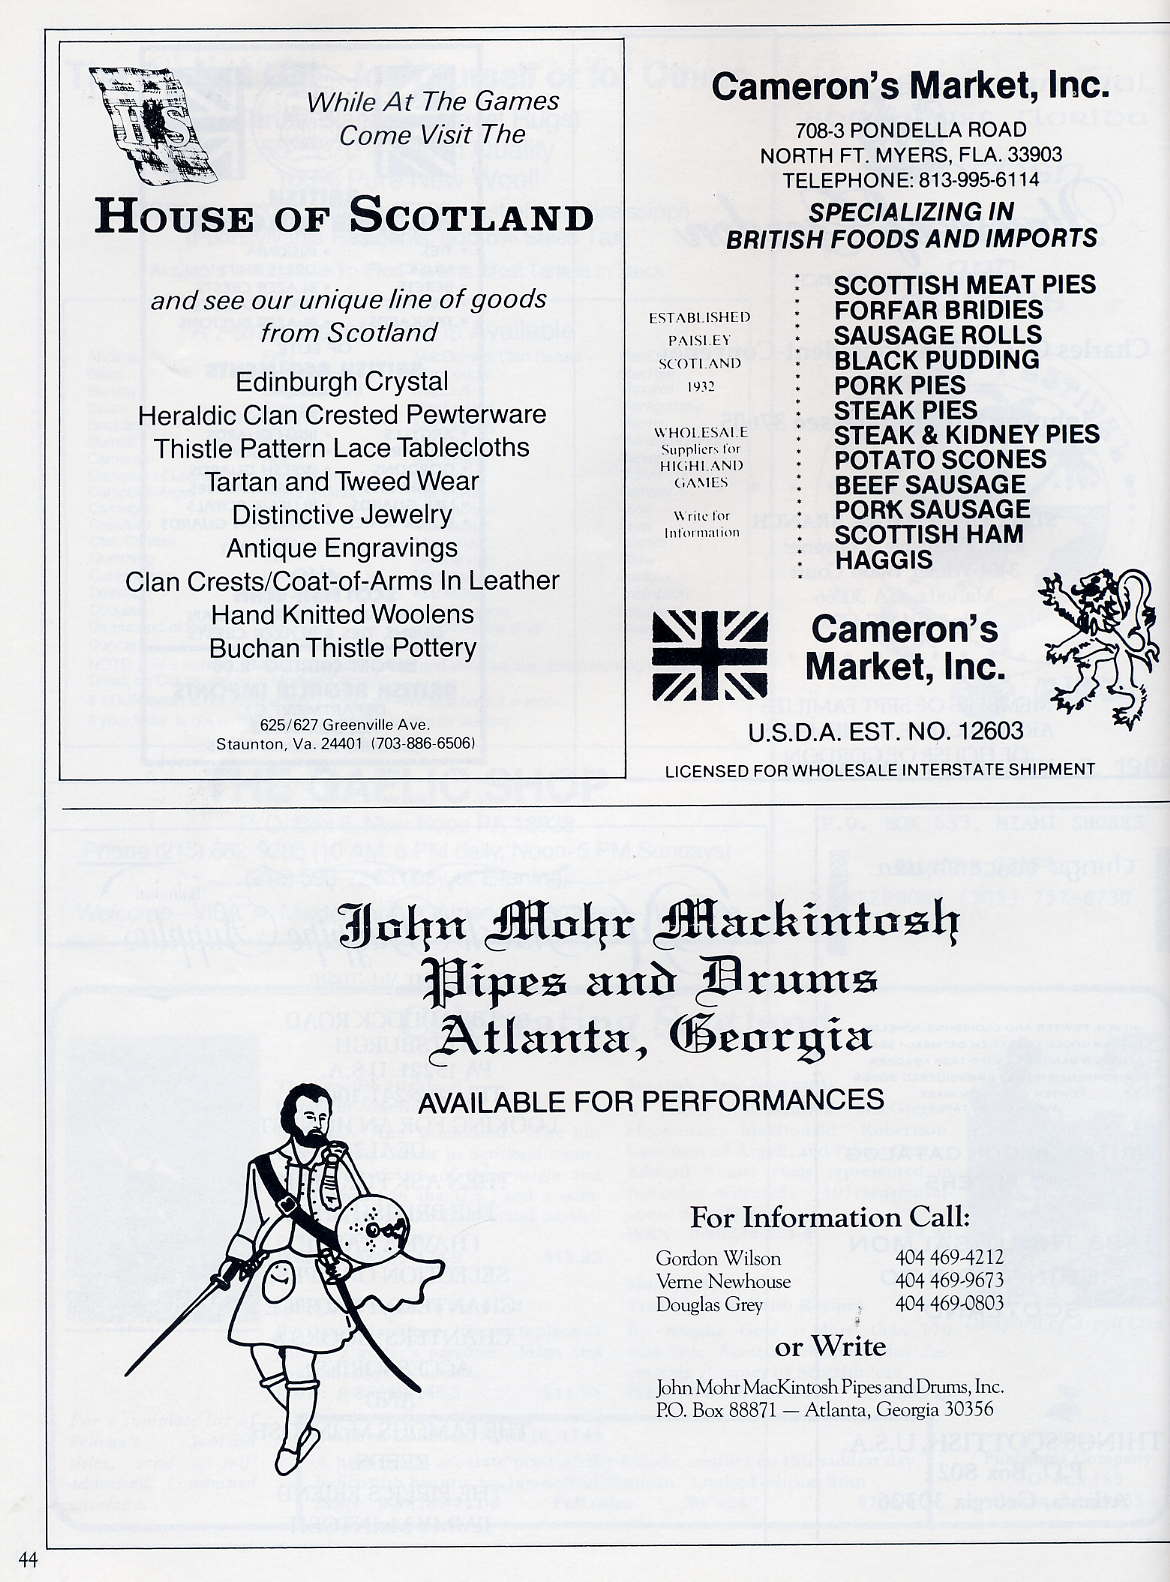 HS
While At The Games
Come Visit The
HOUSE OF SCOTLAND
and see our unique line of goods
from Scotland
Edinburgh Crystal
Heraldic Clan Crested Pewterware
Thistle Pattern Lace Tablecloths
Tartan and Tweed Wear
Distinctive Jewelry
Antique Engravings
Clan Crests/Coat-of-Arms In Leather
Hand Knitted Woolens
Buchan Thistle Pottery
625/627 Greenville Ave.
Staunton, Va. 24401 (703-886-6506)
Cameron's Market, Inc.
708-3 PONDELLA ROAD
NORTH FT. MYERS, FLA. 33903
TELEPHONE: 813-995-6114
SPECIALIZING IN
BRITISH FOODS AND IMPORTS
ESTABLISHED
PAISLEY
SCOTLAND
1932
WHOLESALE
Suppliers for
HIGHLAND
GAMES
Write for
Information
SCOTTISH MEAT PIES
FORFAR BRIDIES
SAUSAGE ROLLS
BLACK PUDDING
PORK PIES
STEAK PIES
STEAK & KIDNEY PIES
POTATO SCONES
BEEF SAUSAGE
PORK SAUSAGE
SCOTTISH HAM
HAGGIS
Cameron's
Market, Inc.
U.S.D.A. EST. NO. 12603
LICENSED FOR WHOLESALE INTERSTATE SHIPMENT
John Mohr Mackintosh
Pipes and Drums
Atlanta, Georgia
AVAILABLE FOR PERFORMANCES
For Information Call:
Gordon Wilson 404 469-4212
Verne Newhouse 404 469-9673
Douglas Grey 404 469-0803
or Write
John Mohr MacKintosh Pipes and Drums, Inc.
P.O. Box 88871 — Atlanta, Georgia 30356
44